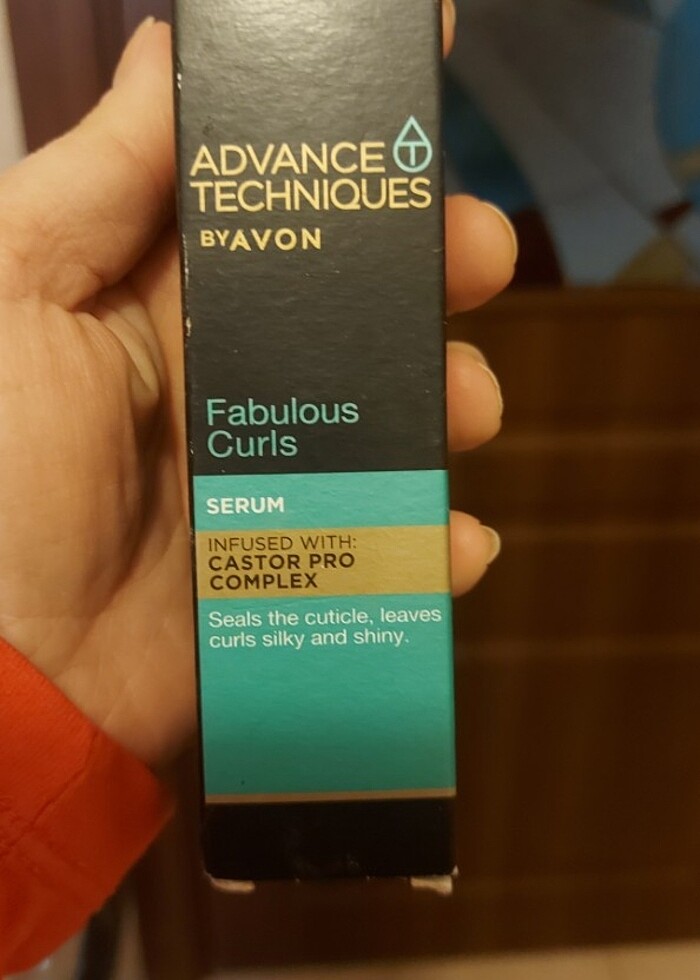 ADVANCE
TECHNIQUES
BY AVON
Fabulous
Curls
SERUM
INFUSED WITH:
CASTOR PRO
COMPLEX
Seals the cuticle, leaves
curls silky and shiny.